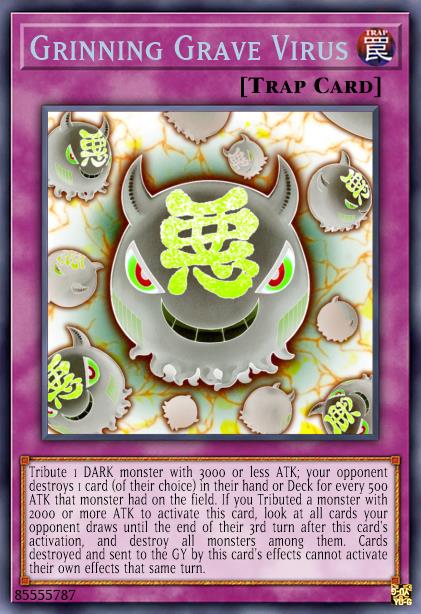 GRINNING GRAVE VIRUS
TRAP
罠
[TRAP CARD]
悪
悪
悪
悪
悪
Tribute 1 DARK monster with 3000 or less ATK; your opponent
destroys 1 card (of their choice) in their hand or Deck for every 500
ATK that monster had on the field. If you Tributed a monster with
2000 or more ATK to activate this card, look at all cards your
opponent draws until the end of their 3rd turn after this card's
activation, and destroy all monsters among them. Cards
destroyed and sent to the GY by this card's effects cannot activate
their own effects that same turn.
85555787